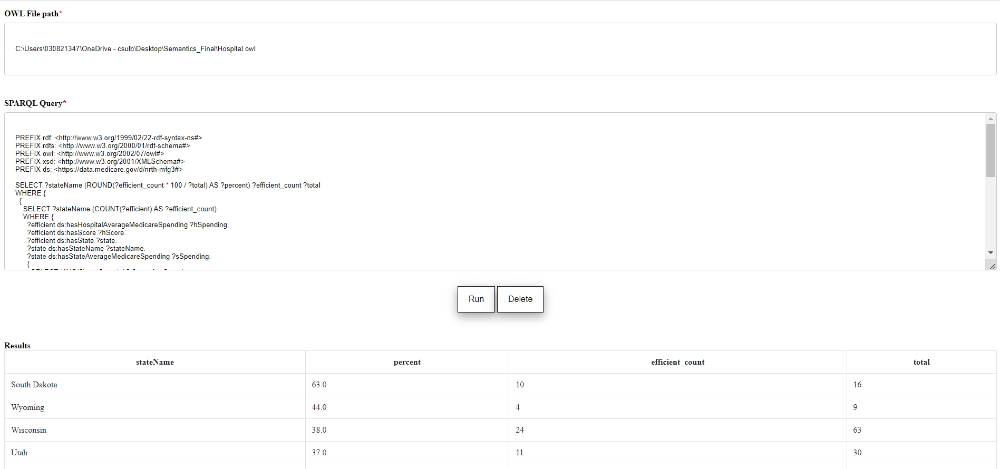 OWL File path*
C:\Users\030821347\OneDrive - csulb\Desktop\Semantics_Final\Hospital.owl
SPARQL Query*
PREFIX rdf: <http://www.w3.org/1999/02/22-rdf-syntax-ns#>
PREFIX rdfs: <http://www.w3.org/2000/01/rdf-schema#>
PREFIX owl: <http://www.w3.org/2002/07/owl#>
PREFIX xsd: <http://www.w3.org/2001/XMLSchema#>
PREFIX ds: <https://data.medicare.gov/d/nrth-mfg3#>
SELECT ?stateName (ROUND(?efficient_count * 100 / ?total) AS ?percent) ?efficient_count ?total
WHERE {
{
SELECT ?stateName (COUNT(?efficient) AS ?efficient_count)
WHERE {
?efficient ds:hasHospitalAverageMedicareSpending ?hSpending.
?efficient ds:hasScore ?hScore.
?efficient ds:hasState ?state.
?state ds:hasStateName ?stateName.
?state ds:hasStateAverageMedicareSpending ?sSpending.
{
Run Delete
Results
stateName percent efficient_count total
South Dakota 63.0 10 16
Wyoming 44.0 4 9
Wisconsin 38.0 24 63
Utah 37.0 11 30